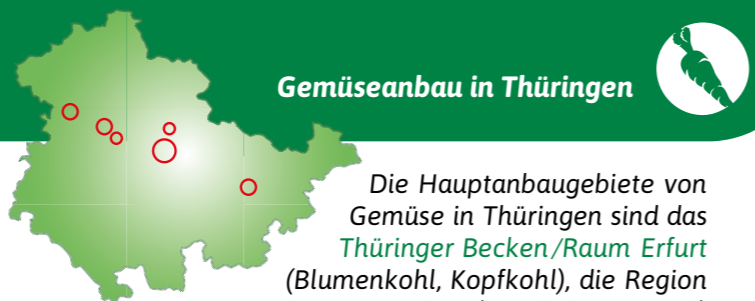 Gemüseanbau in Thüringen
Die Hauptanbaugebiete von
Gemüse in Thüringen sind das
Thüringer Becken/Raum Erfurt
(Blumenkohl, Kopfkohl), die Region